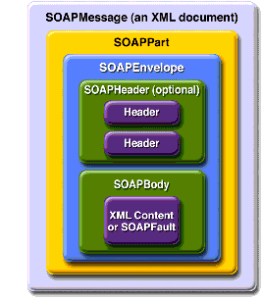 SOAPMessage (an XML document)
SOAPPart
SOAPEnvelope
SOAPHeader (optional)
Header
Header
SOAPBody
XML Content
or SOAPFault